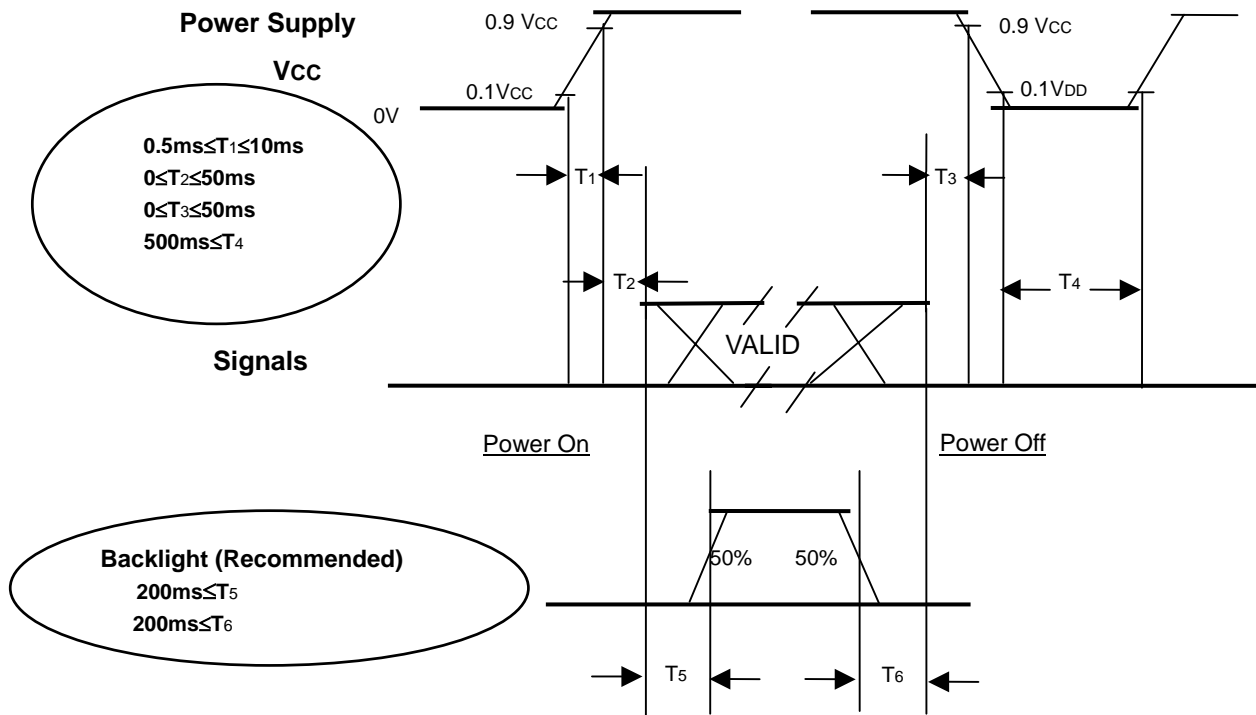 Power Supply
VCC
0.9 VCC
0.9 VCC
0.1VCC
0.1VDD
0V
0.5ms≤T1≤10ms
0≤T2≤50ms
0≤T3≤50ms
500ms≤T4
T1
T3
T2
T4
VALID
Signals
Power On
Power Off
Backlight (Recommended)
200ms≤T5
200ms≤T6
50%
50%
T5
T6